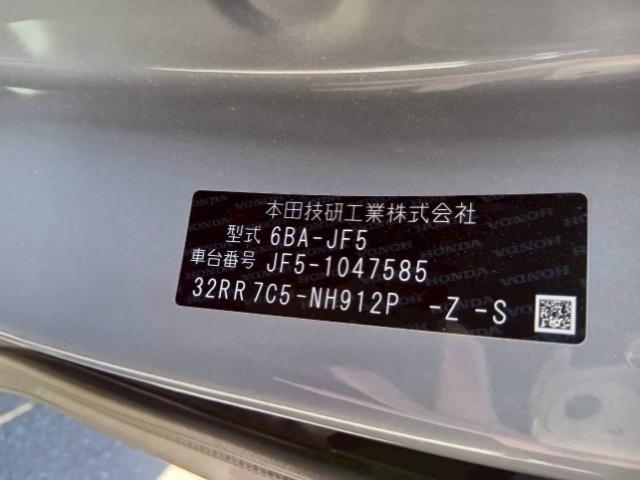 本田技研工業株式会社
型式 6BA-JF5
車台番号 JF5-1047585
32RR 7C5-NH912P -Z -S